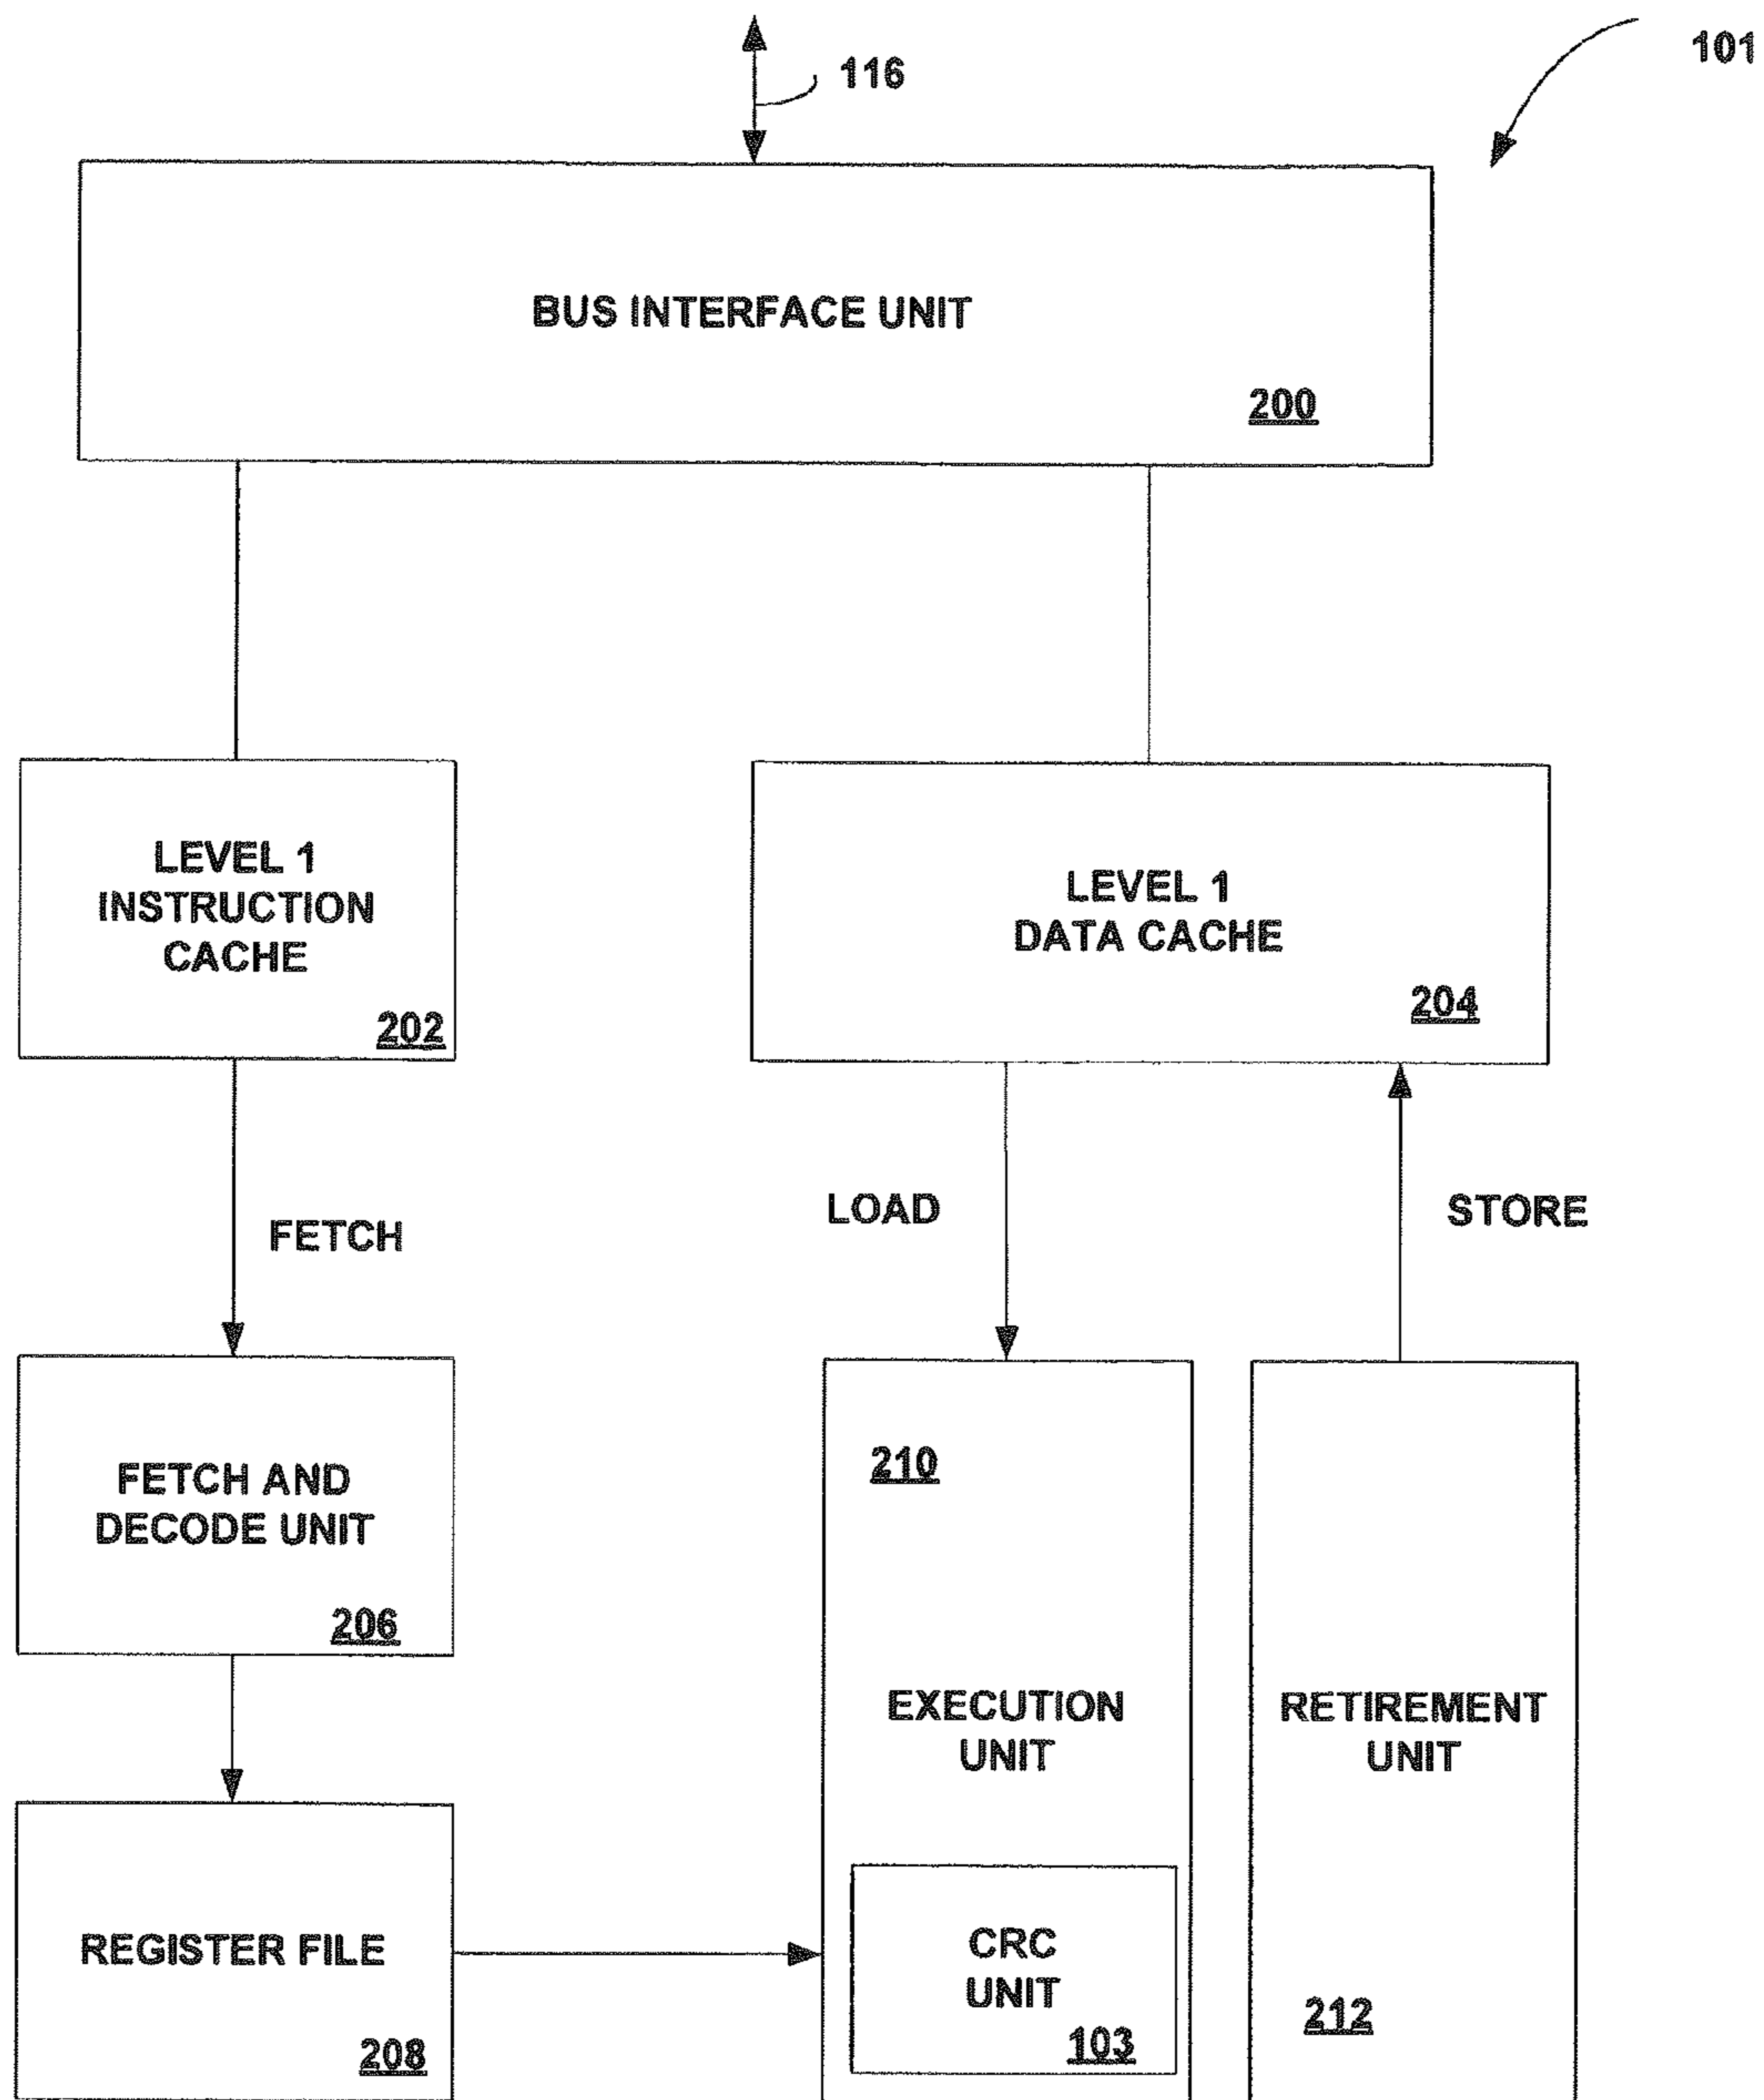 116
101
BUS INTERFACE UNIT
200
LEVEL 1
INSTRUCTION
CACHE
202
LEVEL 1
DATA CACHE
204
FETCH
LOAD
STORE
FETCH AND
DECODE UNIT
206
210
EXECUTION
UNIT
RETIREMENT
UNIT
REGISTER FILE
208
CRC
UNIT
103
212